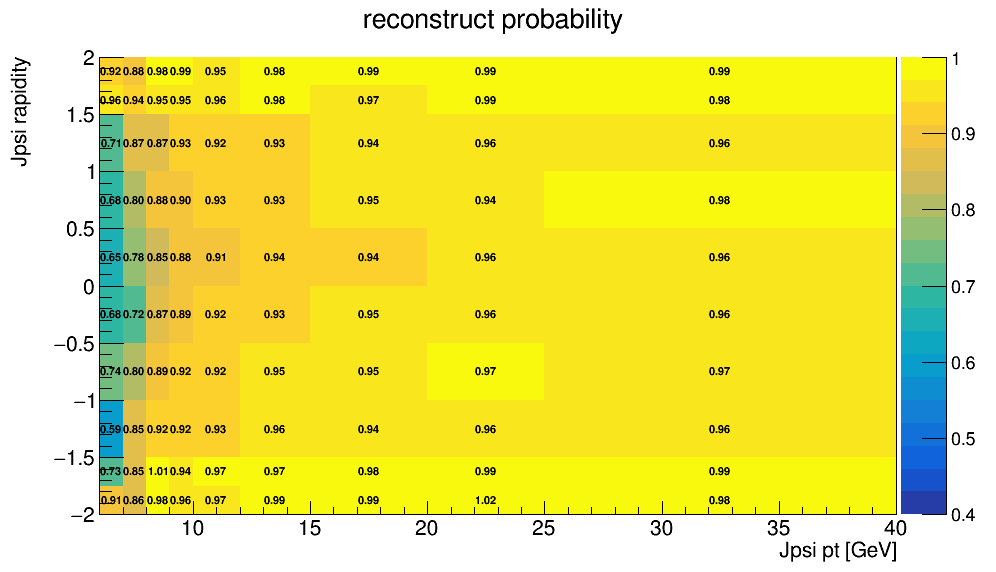 reconstruct probability
Jpsi rapidity
2
1.5
1
0.5
0
−0.5
−1
−1.5
−2
0.92 0.88 0.98 0.99 0.95 0.98 0.99 0.99 0.99
0.96 0.94 0.95 0.95 0.96 0.98 0.97 0.99 0.98
0.71 0.87 0.87 0.93 0.92 0.93 0.94 0.96 0.96
0.68 0.80 0.88 0.90 0.93 0.93 0.95 0.94 0.98
0.65 0.78 0.85 0.88 0.91 0.94 0.94 0.96 0.96
0.68 0.72 0.87 0.89 0.92 0.93 0.95 0.96 0.96
0.74 0.80 0.89 0.92 0.92 0.95 0.95 0.97 0.97
0.59 0.85 0.92 0.92 0.93 0.96 0.94 0.96 0.96
0.73 0.85 1.01 0.94 0.97 0.97 0.98 0.99 0.99
0.91 0.86 0.98 0.96 0.97 0.99 0.99 1.02 0.98
10 15 20 25 30 35 40
Jpsi pt [GeV]
1
0.9
0.8
0.7
0.6
0.5
0.4